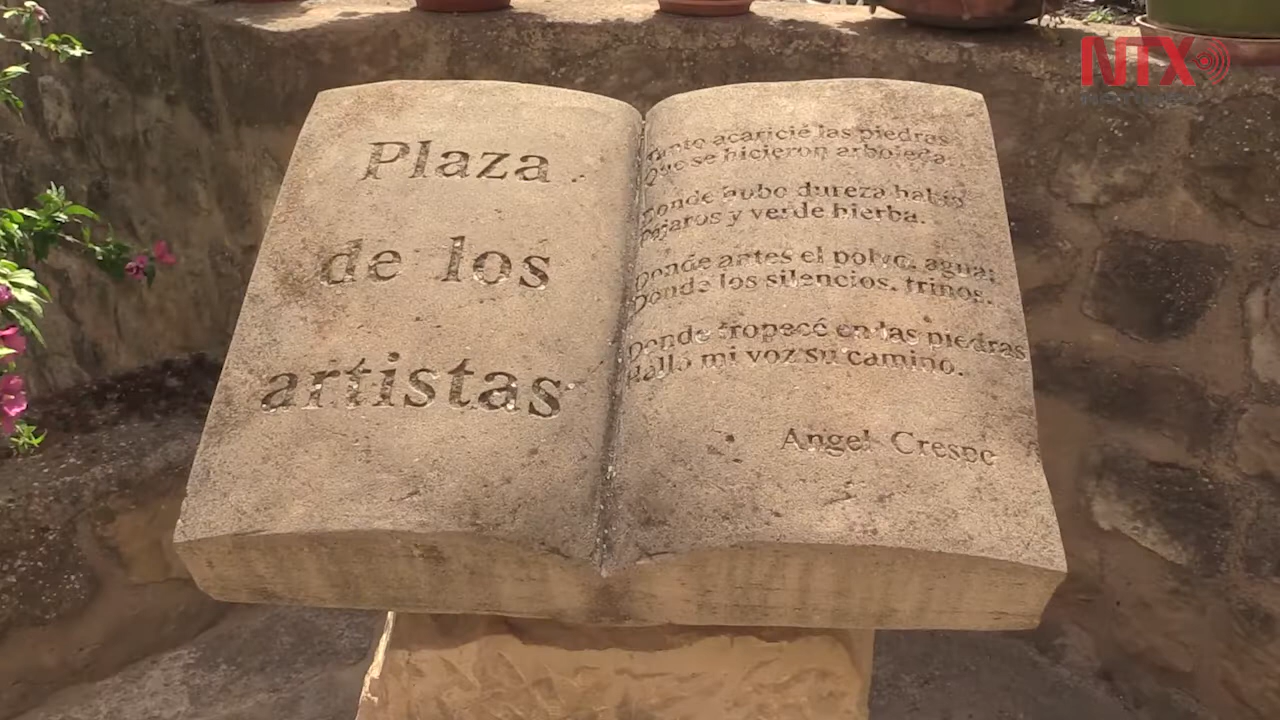 Plaza
de los
artistas
Tanto acaricié las piedras
Que se hicieron arboleda.
Donde hubo dureza había
Pájaros y verde hierba.
Donde antes el polvo, agua;
Donde los silencios, trinos.
Donde tropecé en las piedras
Halló mi voz su camino.
Angel Crespo
NTX